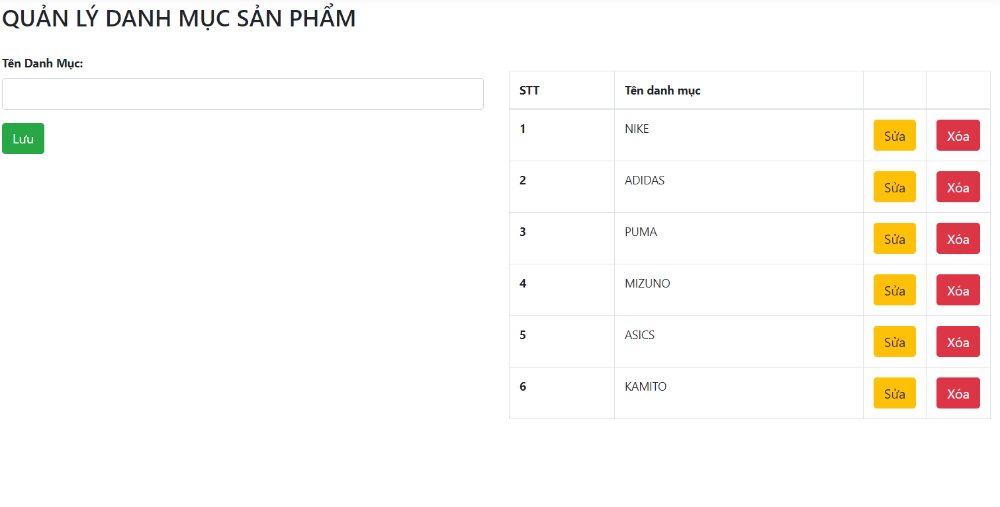 QUẢN LÝ DANH MỤC SẢN PHẨM
Tên Danh Mục:
Lưu
STT Tên danh mục
1 NIKE Sửa Xóa
2 ADIDAS Sửa Xóa
3 PUMA Sửa Xóa
4 MIZUNO Sửa Xóa
5 ASICS Sửa Xóa
6 KAMITO Sửa Xóa